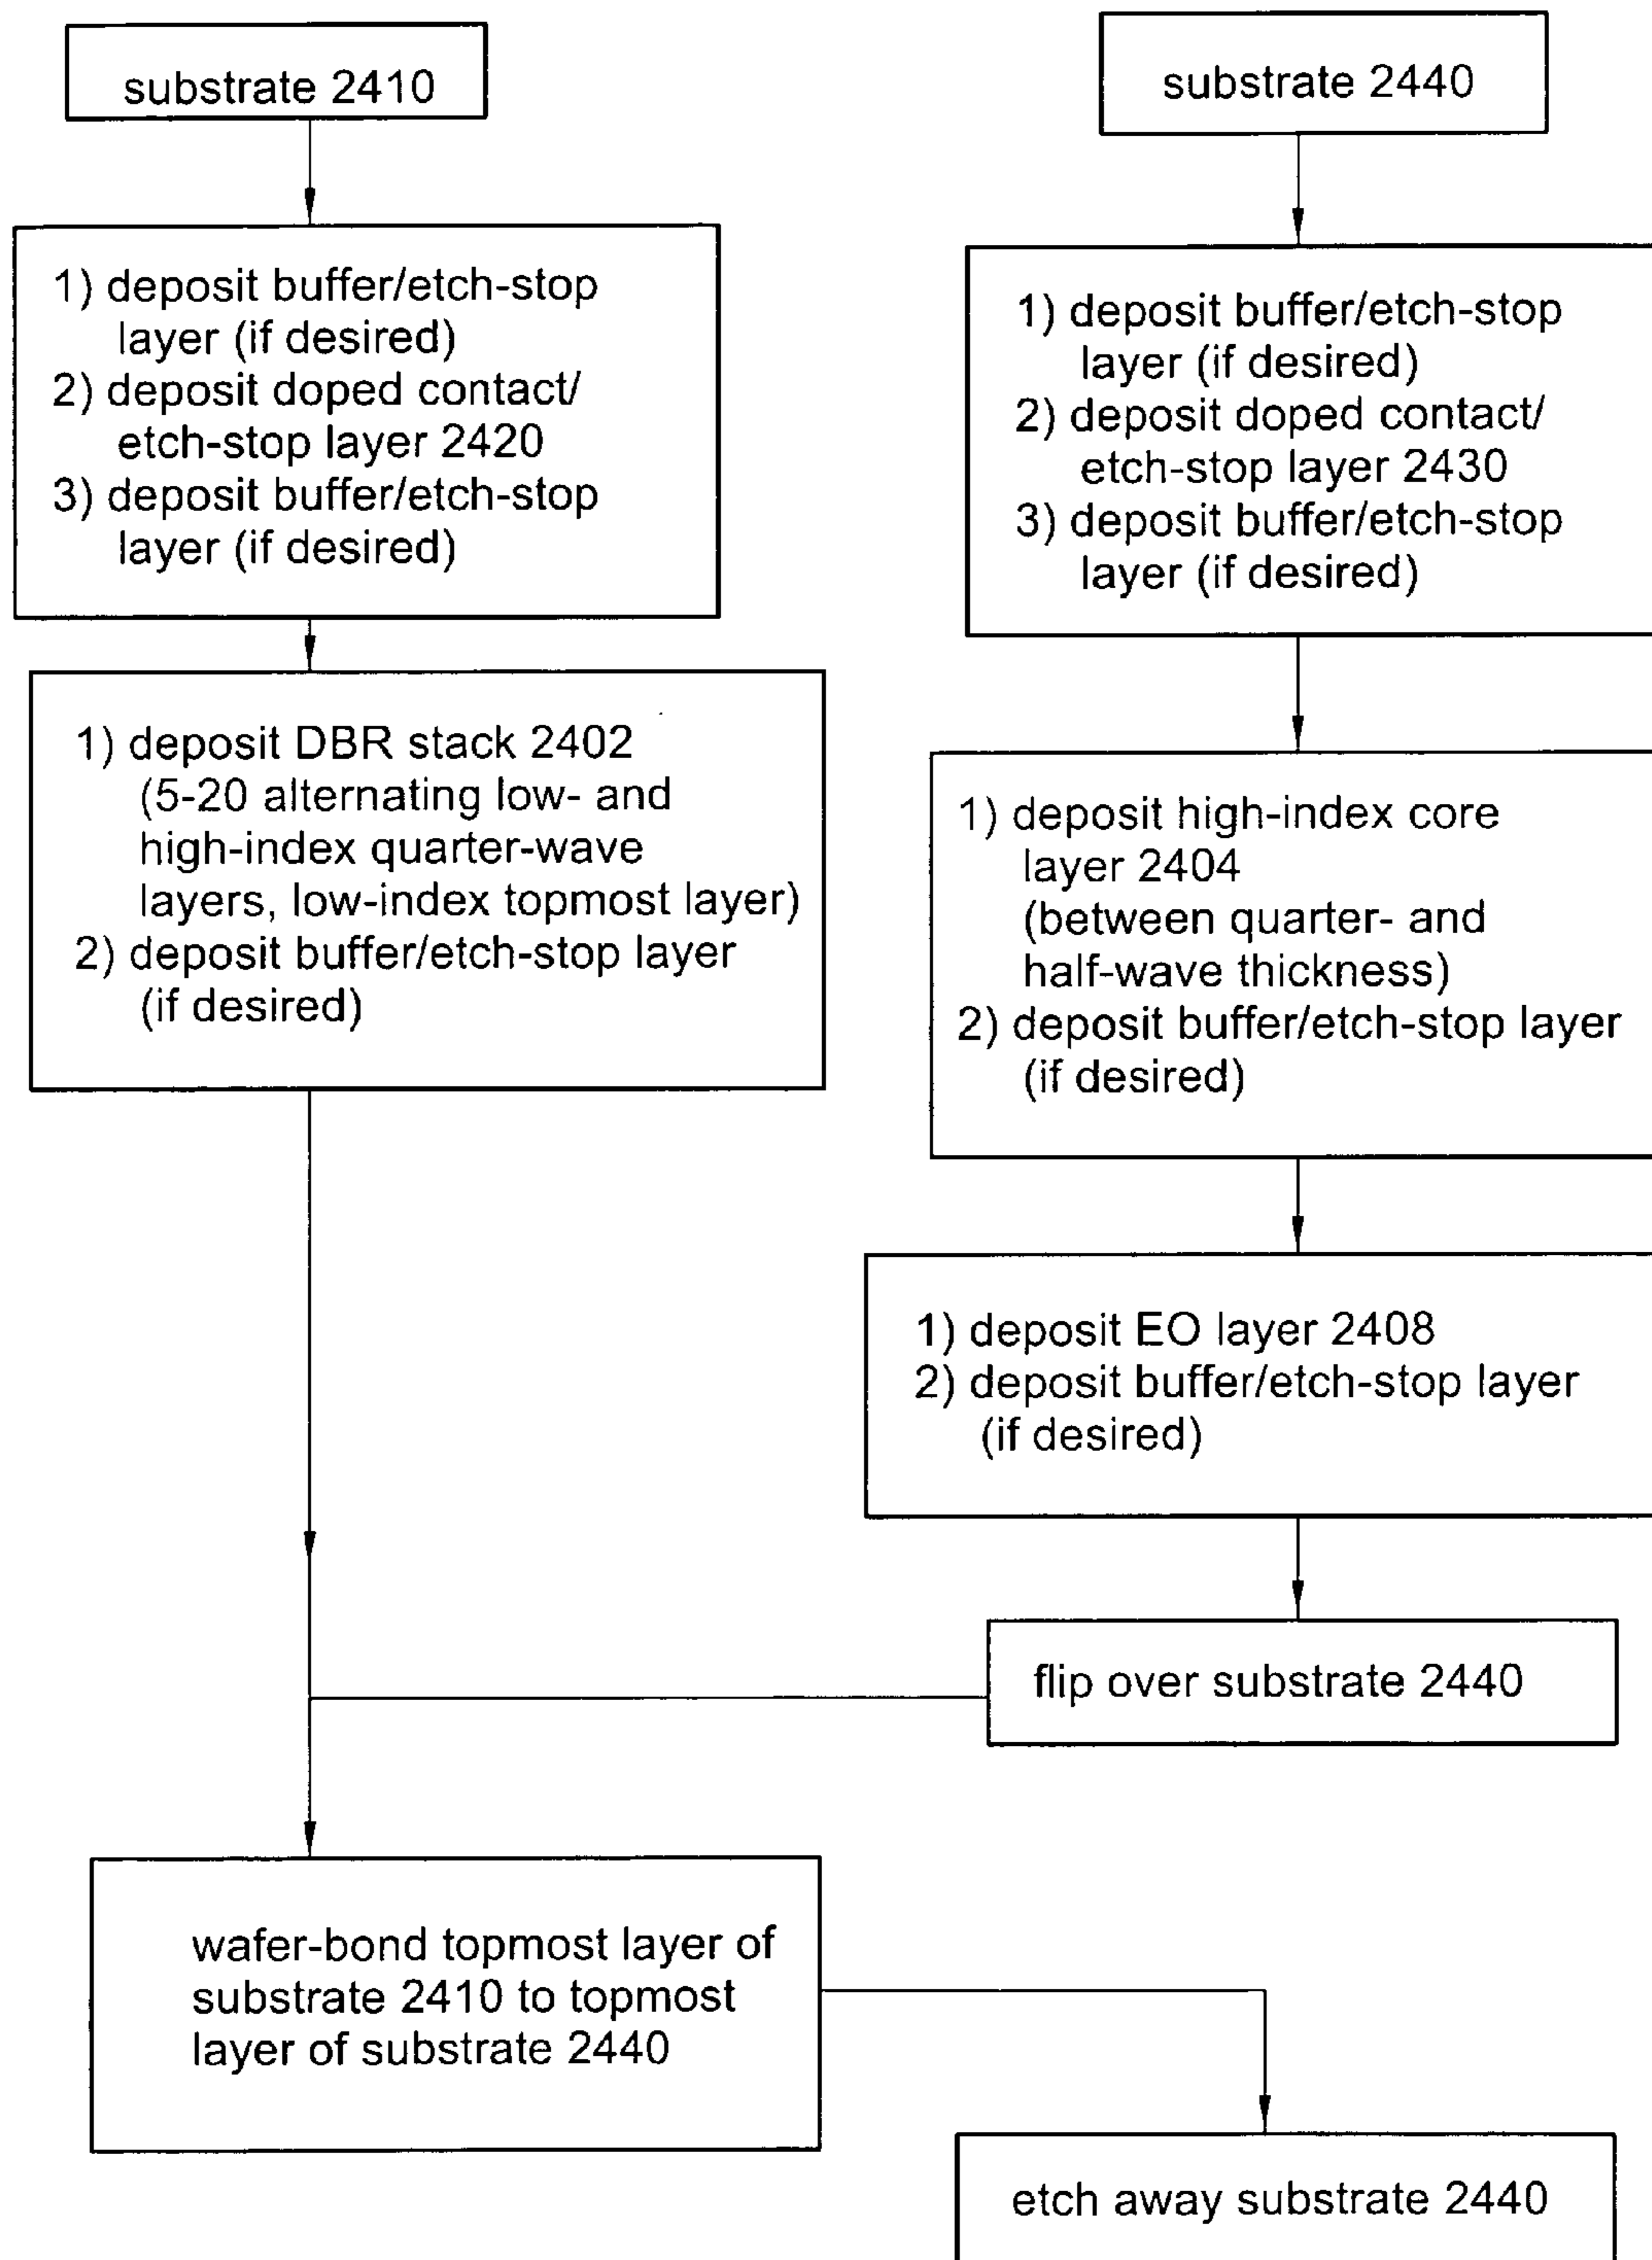 substrate 2410
1) deposit buffer/etch-stop
layer (if desired)
2) deposit doped contact/
etch-stop layer 2420
3) deposit buffer/etch-stop
layer (if desired)
1) deposit DBR stack 2402
(5-20 alternating low- and
high-index quarter-wave
layers, low-index topmost layer)
2) deposit buffer/etch-stop layer
(if desired)
substrate 2440
1) deposit buffer/etch-stop
layer (if desired)
2) deposit doped contact/
etch-stop layer 2430
3) deposit buffer/etch-stop
layer (if desired)
1) deposit high-index core
layer 2404
(between quarter- and
half-wave thickness)
2) deposit buffer/etch-stop layer
(if desired)
1) deposit EO layer 2408
2) deposit buffer/etch-stop layer
(if desired)
flip over substrate 2440
wafer-bond topmost layer of
substrate 2410 to topmost
layer of substrate 2440
etch away substrate 2440